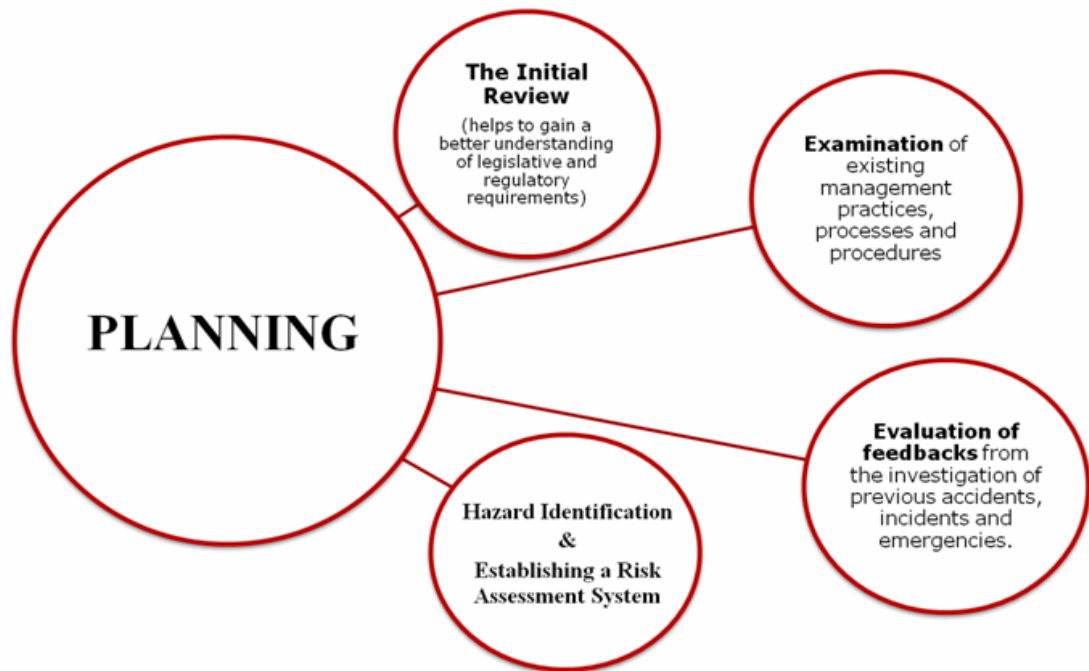 PLANNING
The Initial
Review
(helps to gain a
better understanding
of legislative and
regulatory
requirements)
Examination of
existing
management
practices,
processes and
procedures
Evaluation of
feedbacks from
the investigation of
previous accidents,
incidents and
emergencies.
Hazard Identification
&
Establishing a Risk
Assessment System